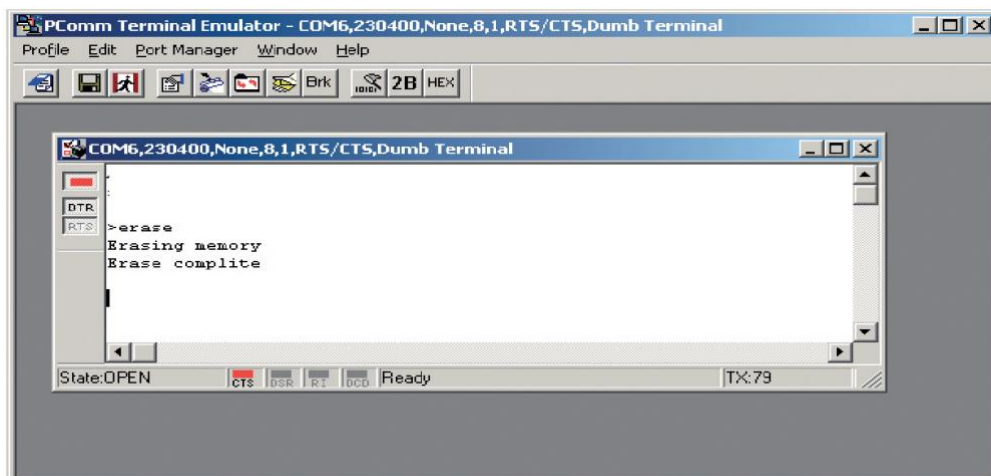 PComm Terminal Emulator - COM6,230400,None,8,1,RTS/CTS,Dumb Terminal
Profile Edit Port Manager Window Help
Brk 2B HEX
COM6,230400,None,8,1,RTS/CTS,Dumb Terminal
DTR
RTS
>erase
Erasing memory
Erase complite
State:OPEN CTS DSR RI DCD Ready TX:79